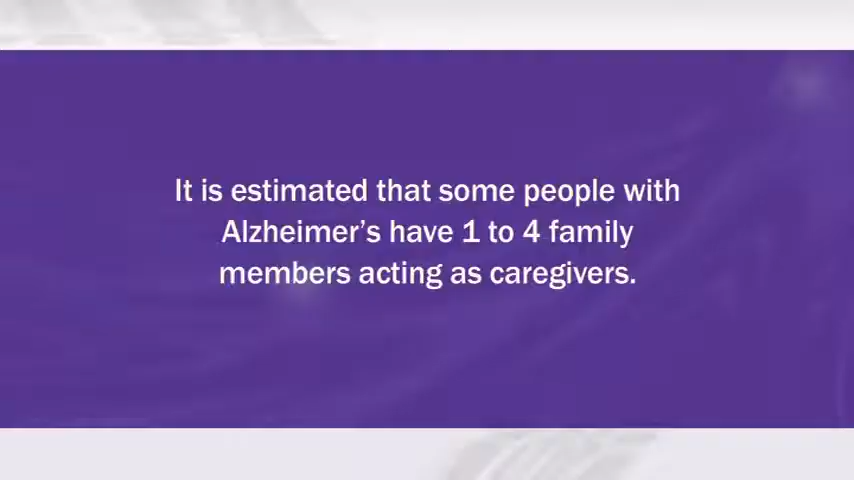 It is estimated that some people with
Alzheimer’s have 1 to 4 family
members acting as caregivers.